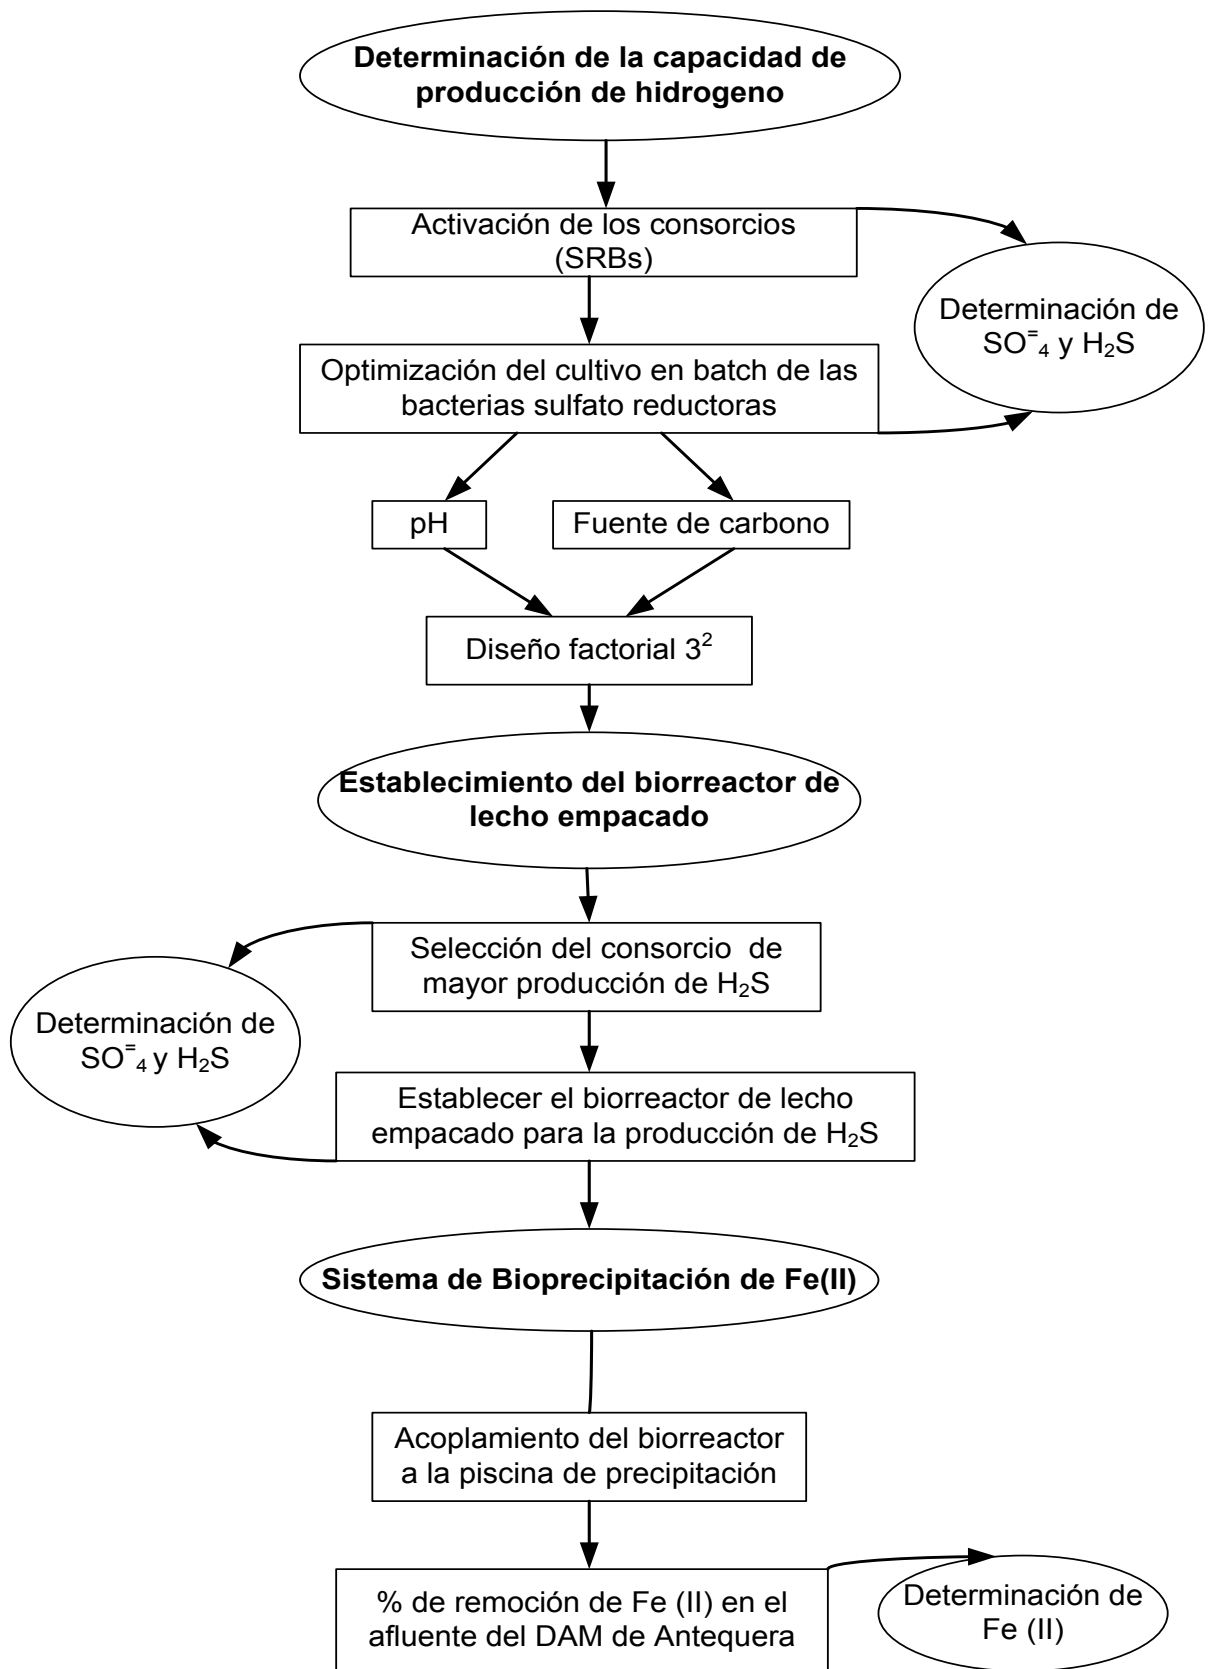 Determinación de la capacidad de
producción de hidrogeno
Activación de los consorcios
(SRBs)
Determinación de
SO⁼₄ y H₂S
Optimización del cultivo en batch de las
bacterias sulfato reductoras
pH
Fuente de carbono
Diseño factorial 3²
Establecimiento del biorreactor de
lecho empacado
Selección del consorcio de
mayor producción de H₂S
Determinación de
SO⁼₄ y H₂S
Establecer el biorreactor de lecho
empacado para la producción de H₂S
Sistema de Bioprecipitación de Fe(II)
Acoplamiento del biorreactor
a la piscina de precipitación
% de remoción de Fe (II) en el
afluente del DAM de Antequera
Determinación de
Fe (II)